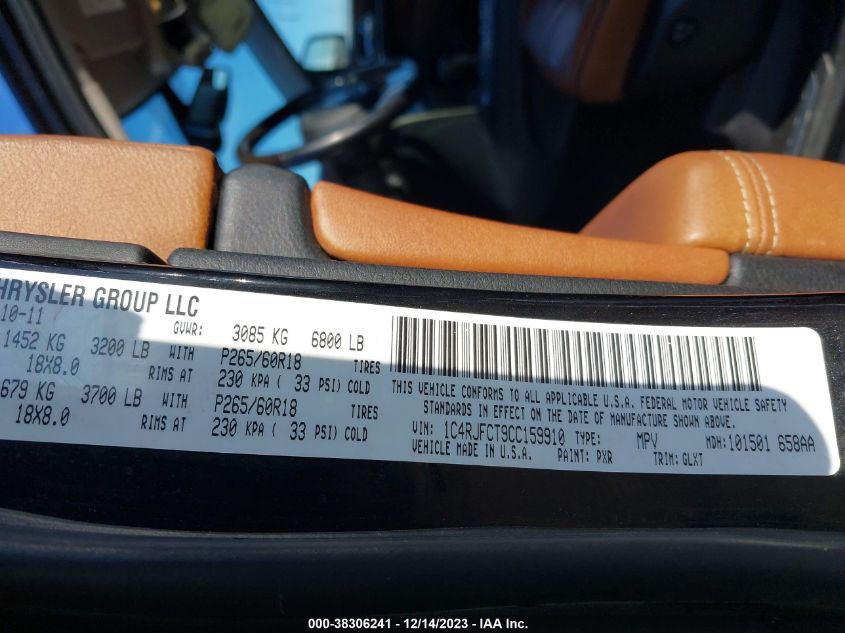 HRYSLER GROUP LLC
10-11 GVWR: 3085 KG 6800 LB
1452 KG 3200 LB WITH P265/60R18 TIRES
18X8.0 RIMS AT 230 KPA ( 33 PSI) COLD
679 KG 3700 LB WITH P265/60R18 TIRES
18X8.0 RIMS AT 230 KPA ( 33 PSI) COLD
THIS VEHICLE CONFORMS TO ALL APPLICABLE U.S.A. FEDERAL MOTOR VEHICLE SAFETY
STANDARDS IN EFFECT ON THE DATE OF MANUFACTURE SHOWN ABOVE.
VIN: 1C4RJFCT9CC159910 TYPE: MPV MDH:101501 658AA
VEHICLE MADE IN U.S.A. PAINT: PXR TRIM: GLXT
000-38306241 - 12/14/2023 - IAA Inc.